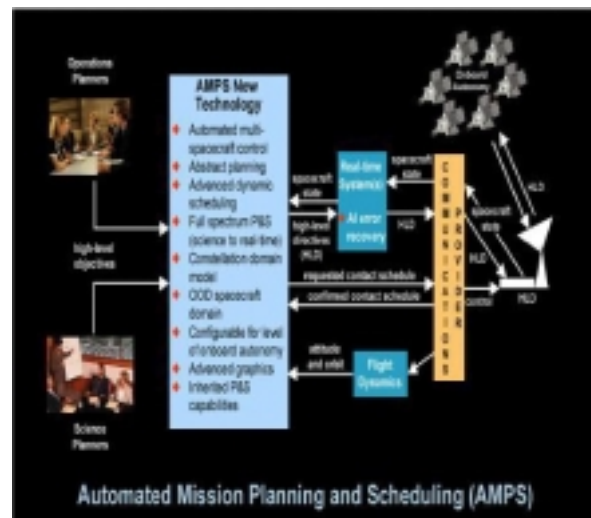 Operations
Planners
high-level
objectives
Science
Planners
AMPS New
Technology
Automated multi-
spacecraft control
Abstract planning
Advanced dynamic
scheduling
Full spectrum P&S
(science to real-time)
Constellation domain
model
OOD spacecraft
domain
Configurable for level
of onboard autonomy
Advanced graphics
Inherited P&S
capabilities
spacecraft
state
high-level
directives
(HLD)
Real-time
System(s)
AI error
recovery
spacecraft
state
HLD
requested contact schedule
confirmed contact schedule
attitude
and orbit
Flight
Dynamics
COMMUNICATIONS
PROVIDER
Onboard
Autonomy
HLD
spacecraft
state
HLD
control
HLD
Automated Mission Planning and Scheduling (AMPS)